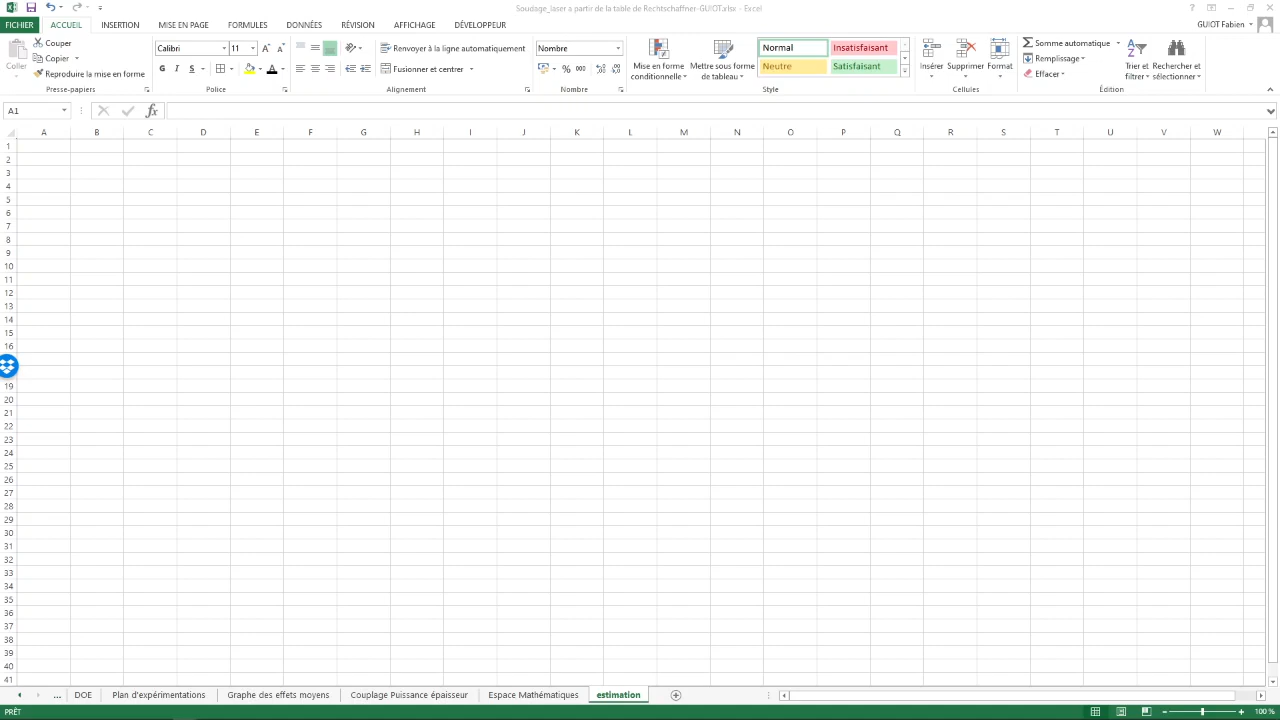 Soudage_laser a partir de la table de Rechtschaffner-GUIOT.xlsx - Excel
FICHIER ACCUEIL INSERTION MISE EN PAGE FORMULES DONNÉES RÉVISION AFFICHAGE DÉVELOPPEUR GUIOT Fabien
Coller
Couper
Copier
Reproduire la mise en forme
Presse-papiers
Calibri 11
G I S
Police
Renvoyer à la ligne automatiquement
Fusionner et centrer
Alignement
Nombre
% 000
Nombre
Mise en forme conditionnelle
Mettre sous forme de tableau
Normal Insatisfaisant
Neutre Satisfaisant
Style
Insérer Supprimer Format
Cellules
Somme automatique
Remplissage
Effacer
Trier et filtrer
Rechercher et sélectionner
Édition
A1 fx
A B C D E F G H I J K L M N O P Q R S T U V W
1
2
3
4
5
6
7
8
9
10
11
12
13
14
15
16
19
20
21
22
23
24
25
26
27
28
29
30
31
32
33
34
35
36
37
38
39
40
41
... DOE Plan d'expérimentations Graphe des effets moyens Couplage Puissance épaisseur Espace Mathématiques estimation
PRÊT 100 %